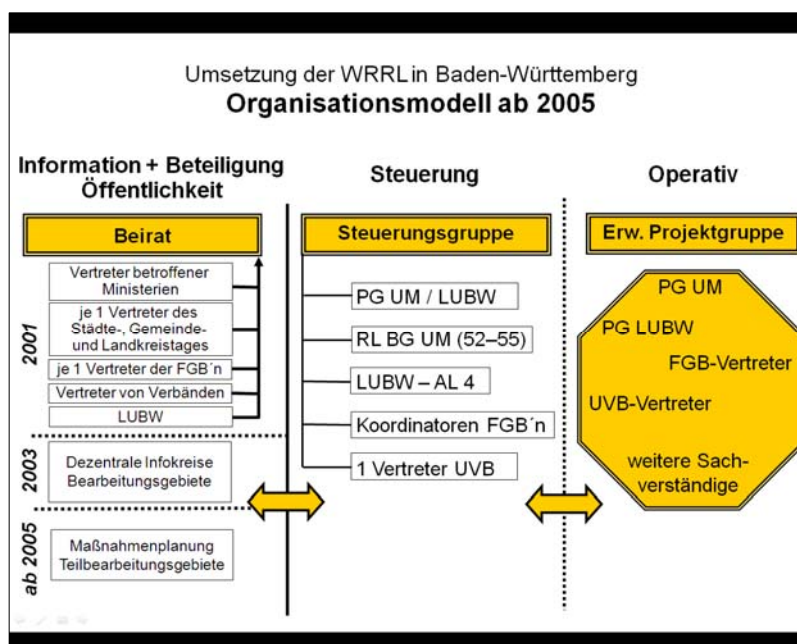 Umsetzung der WRRL in Baden-Württemberg
Organisationsmodell ab 2005
Information + Beteiligung
Öffentlichkeit
Beirat
2001
Vertreter betroffener
Ministerien
je 1 Vertreter des
Städte-, Gemeinde-
und Landkreistages
je 1 Vertreter der FGB´n
Vertreter von Verbänden
LUBW
2003
Dezentrale Infokreise
Bearbeitungsgebiete
ab 2005
Maßnahmenplanung
Teilbearbeitungsgebiete
Steuerung
Steuerungsgruppe
PG UM / LUBW
RL BG UM (52–55)
LUBW – AL 4
Koordinatoren FGB´n
1 Vertreter UVB
Operativ
Erw. Projektgruppe
PG UM
PG LUBW
FGB-Vertreter
UVB-Vertreter
weitere Sach-
verständige